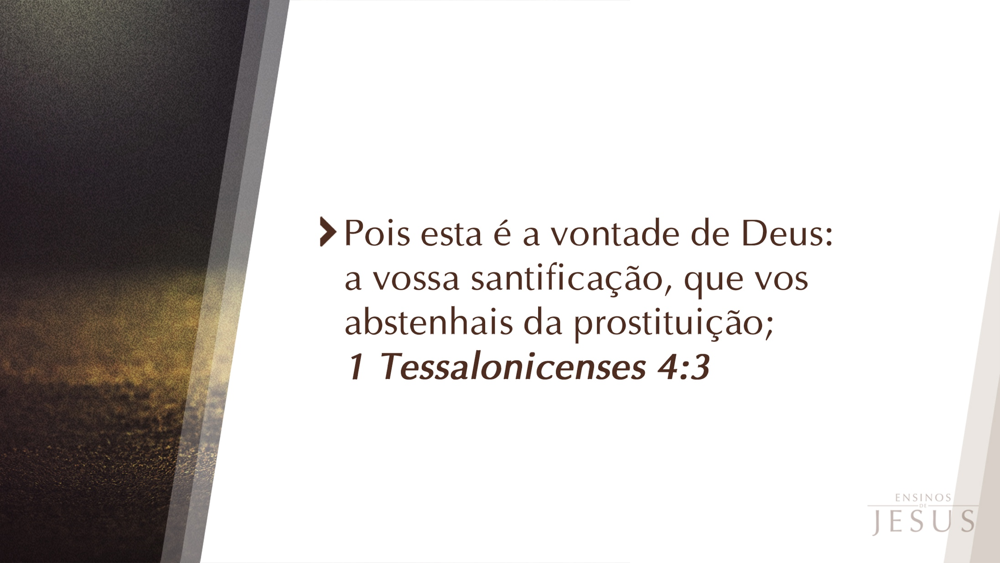 Pois esta é a vontade de Deus:
a vossa santificação, que vos
abstenhais da prostituição;
1 Tessalonicenses 4:3
ENSINOS
DE
JESUS